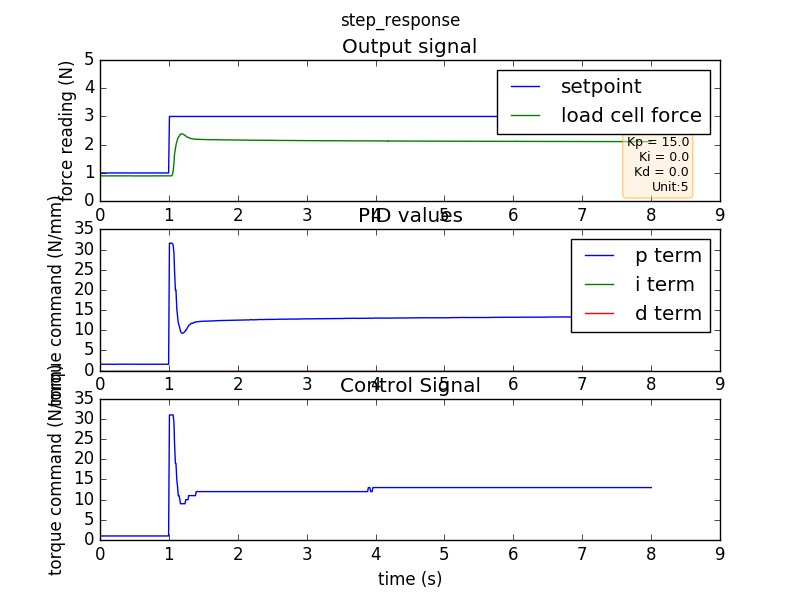 step_response
Output signal
force reading (N)
5
4
3
2
1
0
setpoint
load cell force
Kp = 15.0
Ki = 0.0
Kd = 0.0
Unit:5
0 1 2 3 4 5 6 7 8 9
PID values
torque command (N/mm)
35
30
25
20
15
10
5
0
p term
i term
d term
0 1 2 3 4 5 6 7 8 9
Control Signal
torque command (N/mm)
35
30
25
20
15
10
5
0
0 1 2 3 4 5 6 7 8 9
time (s)